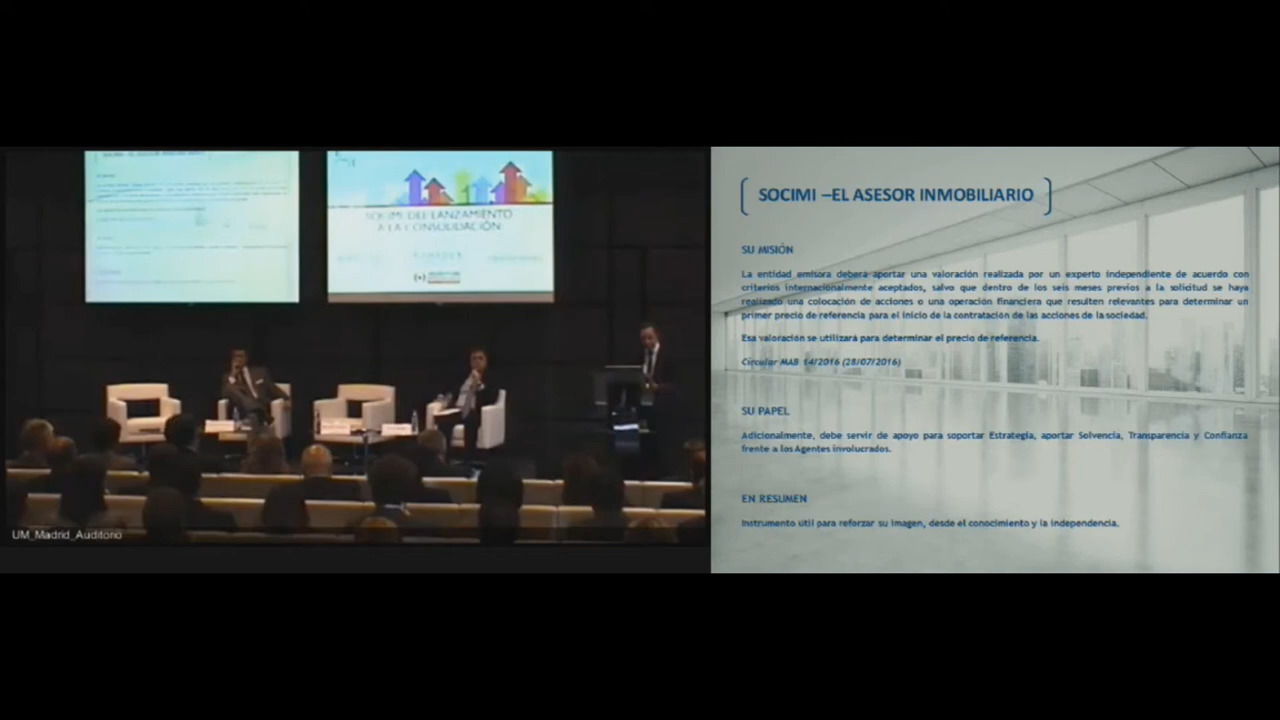 SOCIMI DEL LANZAMIENTO
A LA CONSOLIDACIÓN
UM_Madrid_Auditorio
SOCIMI –EL ASESOR INMOBILIARIO
SU MISIÓN
La entidad emisora deberá aportar una valoración realizada por un experto independiente de acuerdo con
criterios internacionalmente aceptados, salvo que dentro de los seis meses previos a la solicitud se haya
realizado una colocación de acciones o una operación financiera que resulten relevantes para determinar un
primer precio de referencia para el inicio de la contratación de las acciones de la sociedad.
Esa valoración se utilizará para determinar el precio de referencia.
Circular MAB 14/2016 (28/07/2016)
SU PAPEL
Adicionalmente, debe servir de apoyo para soportar Estrategia, aportar Solvencia, Transparencia y Confianza
frente a los Agentes involucrados.
EN RESUMEN
Instrumento útil para reforzar su imagen, desde el conocimiento y la independencia.